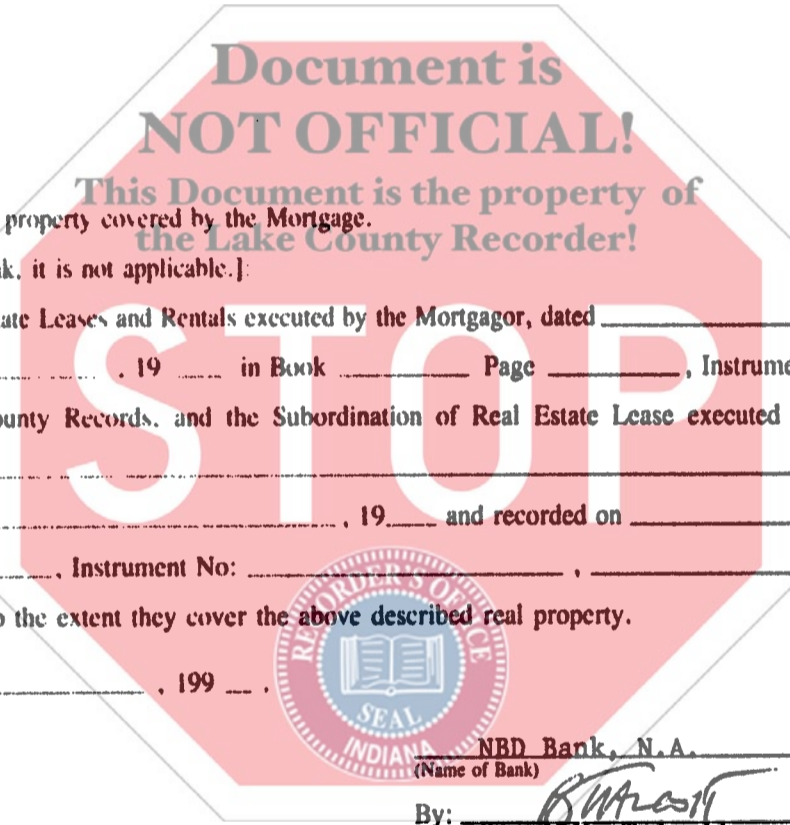 Document is
NOT OFFICIAL!
This Document is the property of
the Lake County Recorder!
property covered by the Mortgage.
k, it is not applicable.]:
ate Leases and Rentals executed by the Mortgagor, dated
, 19 in Book Page , Instrume
ounty Records, and the Subordination of Real Estate Lease executed
STOP
, 19 and recorded on
, Instrument No: ,
o the extent they cover the above described real property.
, 199 .
RECORDER'S OFFICE
SEAL
INDIANA
NBD Bank, N.A.
(Name of Bank)
By: